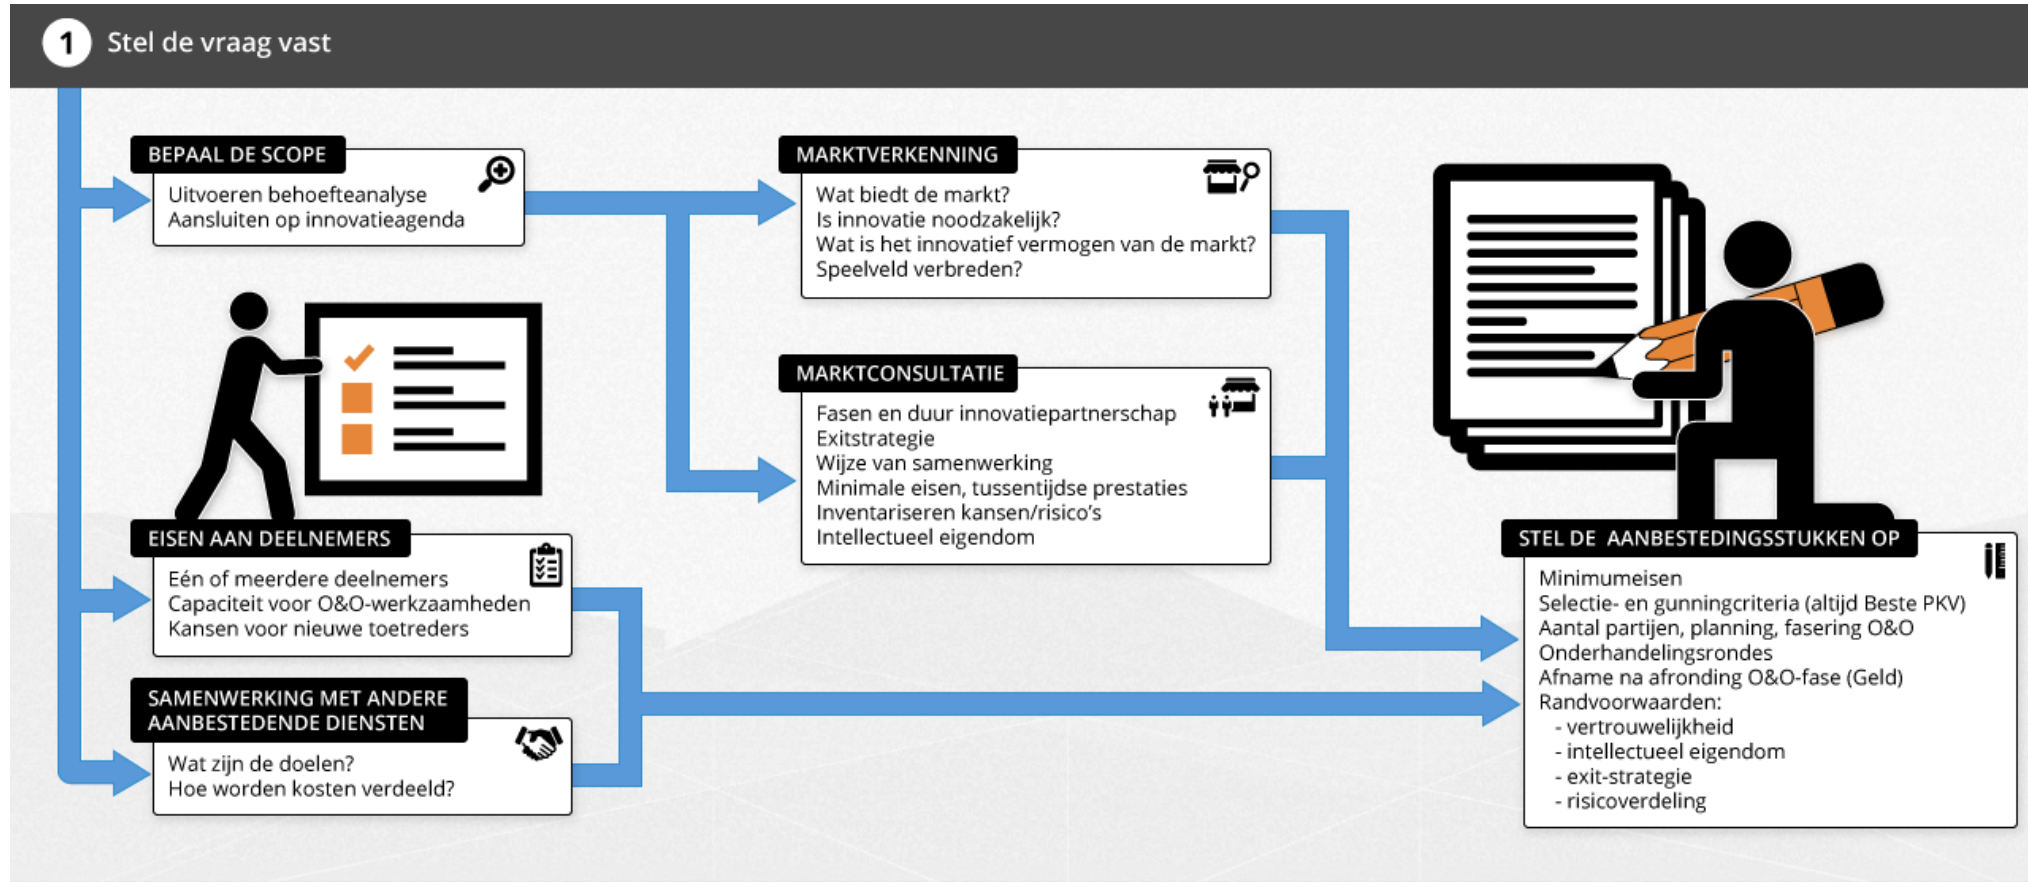 1 Stel de vraag vast
BEPAAL DE SCOPE
Uitvoeren behoefteanalyse
Aansluiten op innovatieagenda
MARKTVERKENNING
Wat biedt de markt?
Is innovatie noodzakelijk?
Wat is het innovatief vermogen van de markt?
Speelveld verbreden?
MARKTCONSULTATIE
Fasen en duur innovatiepartnerschap
Exitstrategie
Wijze van samenwerking
Minimale eisen, tussentijdse prestaties
Inventariseren kansen/risico's
Intellectueel eigendom
EISEN AAN DEELNEMERS
Eén of meerdere deelnemers
Capaciteit voor O&O-werkzaamheden
Kansen voor nieuwe toetreders
SAMENWERKING MET ANDERE
AANBESTEDENDE DIENSTEN
Wat zijn de doelen?
Hoe worden kosten verdeeld?
STEL DE AANBESTEDINGSSTUKKEN OP
Minimumeisen
Selectie- en gunningcriteria (altijd Beste PKV)
Aantal partijen, planning, fasering O&O
Onderhandelingsrondes
Afname na afronding O&O-fase (Geld)
Randvoorwaarden:
- vertrouwelijkheid
- intellectueel eigendom
- exit-strategie
- risicoverdeling